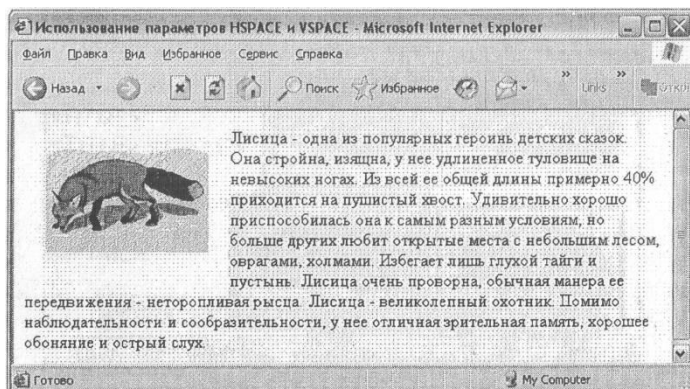 Использование параметров HSPACE и VSPACE - Microsoft Internet Explorer
Файл Правка Вид Избранное Сервис Справка
Назад Поиск Избранное » Links »
Лисица - одна из популярных героинь детских сказок.
Она стройна, изящна, у нее удлиненное туловище на
невысоких ногах. Из всей ее общей длины примерно 40%
приходится на пушистый хвост. Удивительно хорошо
приспособилась она к самым разным условиям, но
больше других любит открытые места с небольшим лесом,
оврагами, холмами. Избегает лишь глухой тайги и
пустынь. Лисица очень проворна, обычная манера ее
передвижения - неторопливая рысца. Лисица - великолепный охотник. Помимо
наблюдательности и сообразительности, у нее отличная зрительная память, хорошее
обоняние и острый слух.
Готово My Computer